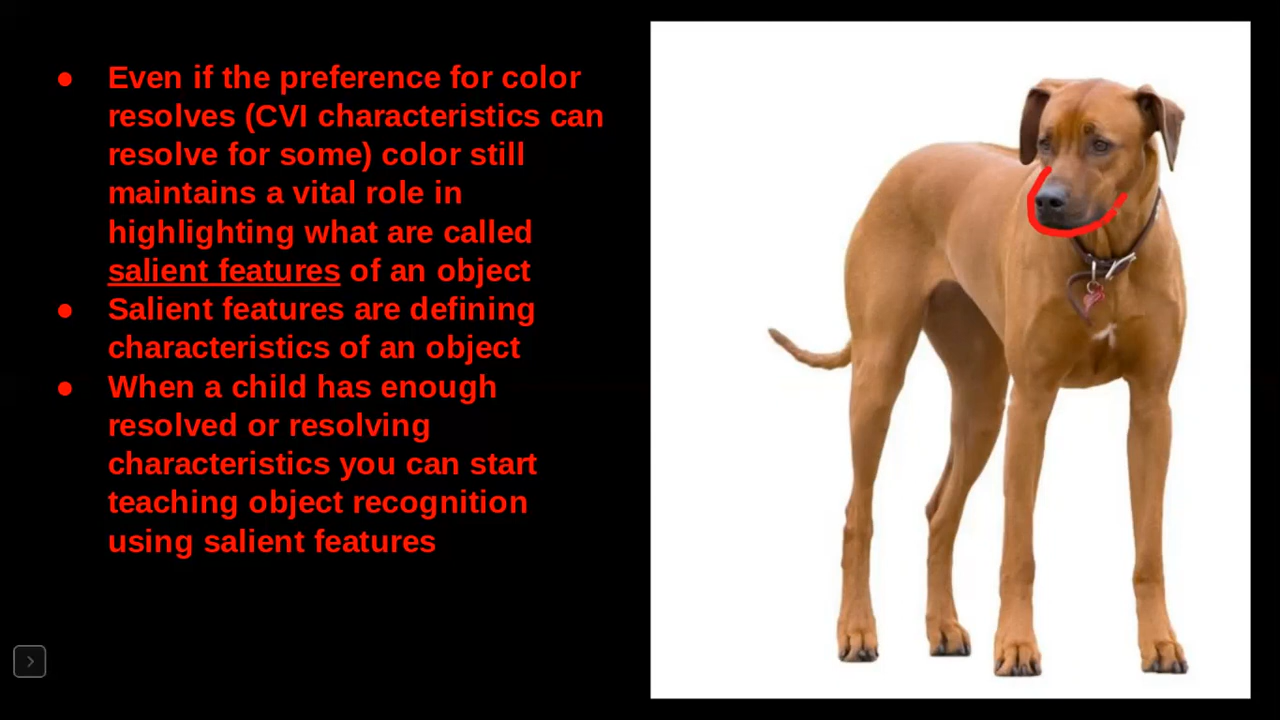 ● Even if the preference for color
resolves (CVI characteristics can
resolve for some) color still
maintains a vital role in
highlighting what are called
salient features of an object
● Salient features are defining
characteristics of an object
● When a child has enough
resolved or resolving
characteristics you can start
teaching object recognition
using salient features